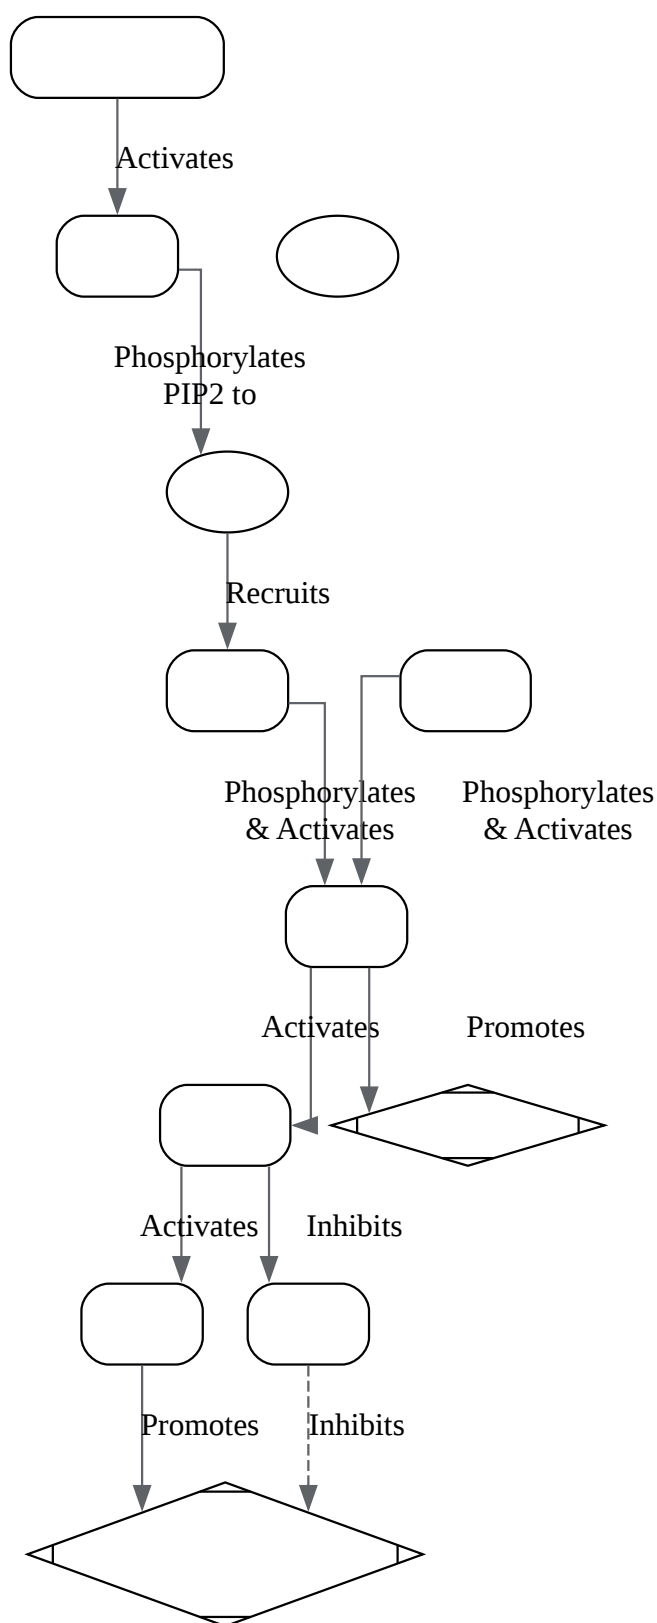 Activates
Phosphorylates
PIP2 to
Recruits
Phosphorylates
& Activates
Phosphorylates
& Activates
Activates
Promotes
Activates
Inhibits
Promotes
Inhibits